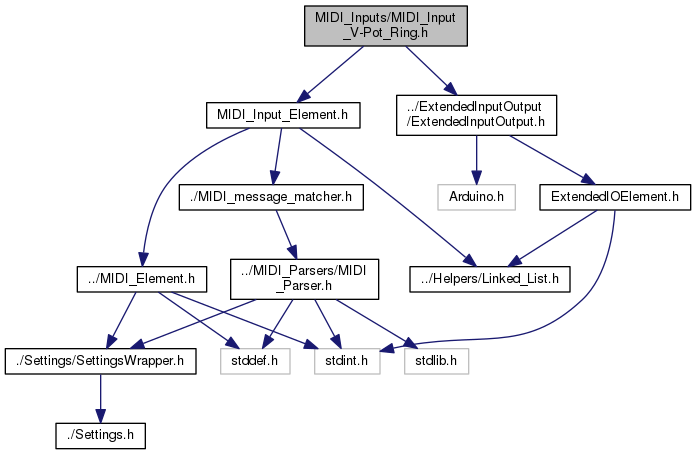 MIDI_Inputs/MIDI_Input
_V-Pot_Ring.h
MIDI_Input_Element.h
../ExtendedInputOutput
/ExtendedInputOutput.h
./MIDI_message_matcher.h
Arduino.h
ExtendedIOElement.h
../MIDI_Element.h
../MIDI_Parsers/MIDI
_Parser.h
../Helpers/Linked_List.h
./Settings/SettingsWrapper.h
stddef.h
stdint.h
stdlib.h
./Settings.h